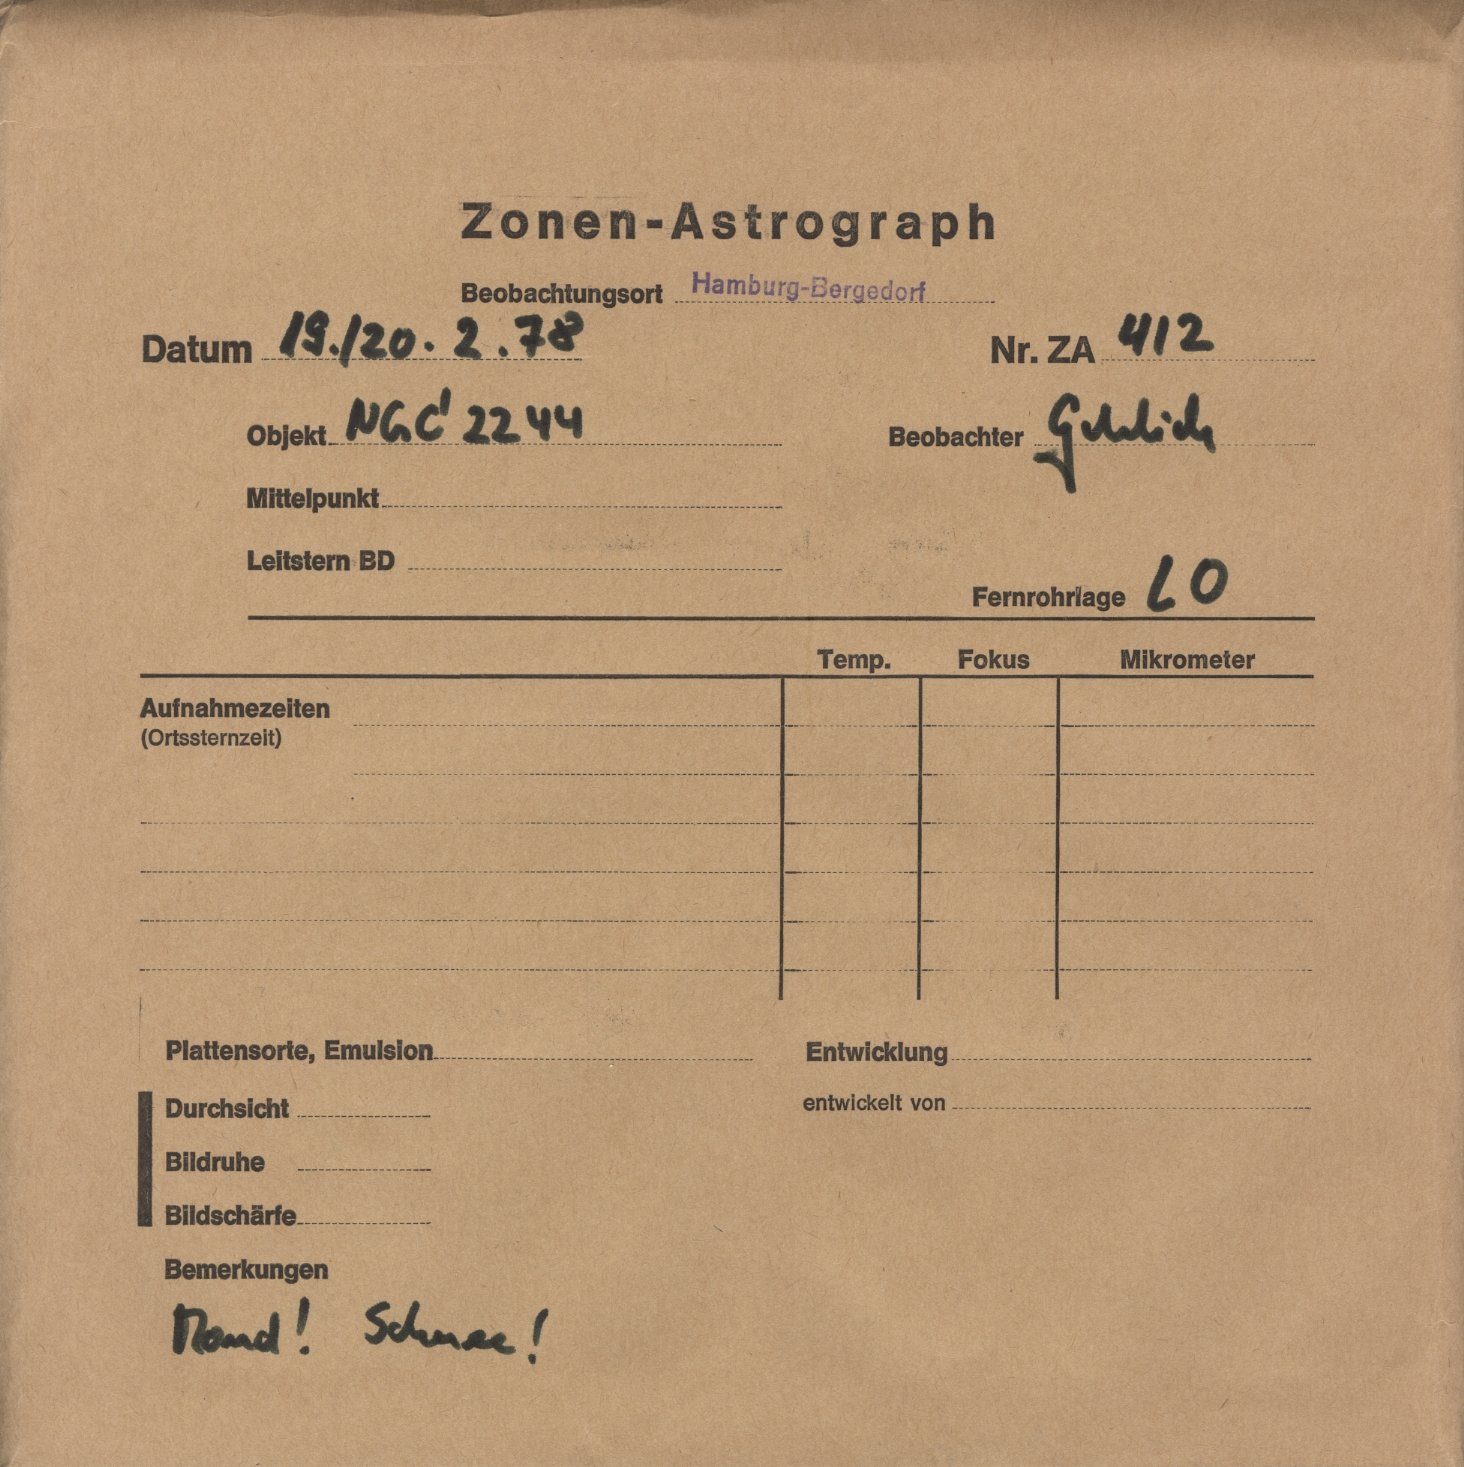 Zonen-Astrograph
Beobachtungsort Hamburg-Bergedorf
Datum 19./20. 2. 78 Nr. ZA 412
Objekt NGC 2244 Beobachter
Mittelpunkt
Leitstern BD
Fernrohrlage LO
Temp. Fokus Mikrometer
Aufnahmezeiten
(Ortssternzeit)
Plattensorte, Emulsion Entwicklung
Durchsicht entwickelt von
Bildruhe
Bildschärfe
Bemerkungen
Mond! Schnee!